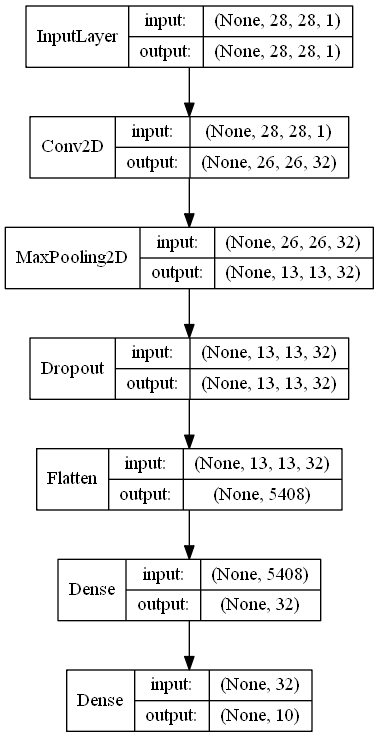 InputLayer
input: (None, 28, 28, 1)
output: (None, 28, 28, 1)
Conv2D
input: (None, 28, 28, 1)
output: (None, 26, 26, 32)
MaxPooling2D
input: (None, 26, 26, 32)
output: (None, 13, 13, 32)
Dropout
input: (None, 13, 13, 32)
output: (None, 13, 13, 32)
Flatten
input: (None, 13, 13, 32)
output: (None, 5408)
Dense
input: (None, 5408)
output: (None, 32)
Dense
input: (None, 32)
output: (None, 10)